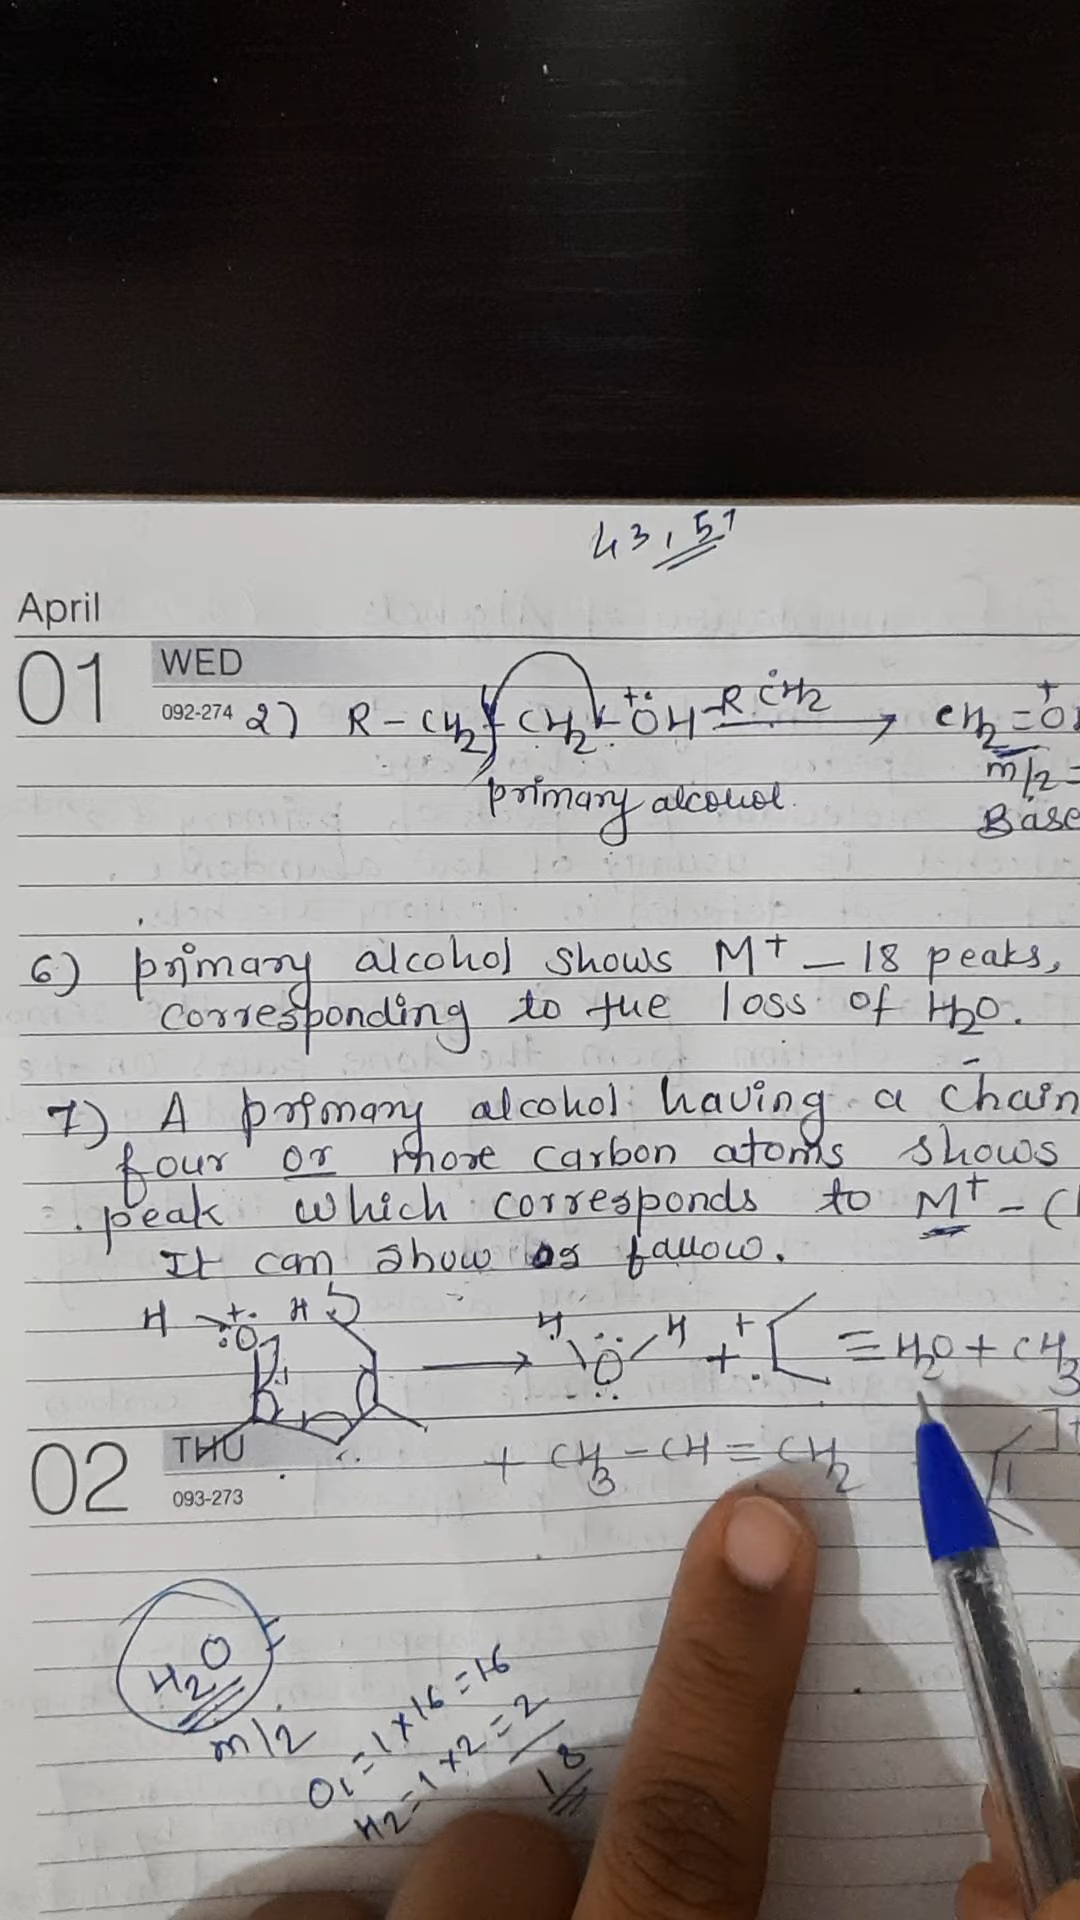 43, 57
April
01 WED
092-274 2) R - CH2 - CH2 - ÖH - RĊH2 → CH2 = O
primary alcohol.
m/z =
Base
6) primary alcohol shows M+ - 18 peaks,
corresponding to the loss of H2O.
7) A primary alcohol having a chain
four or more carbon atoms shows
peak which corresponds to M+ - (
It can show as fallow.
H O H → H O H + = H2O + CH3
02 THU
093-273
+ CH3 - CH = CH2
H2O
m/z
O1 = 1 x 16 = 16
H2 = 1 x 2 = 2
18